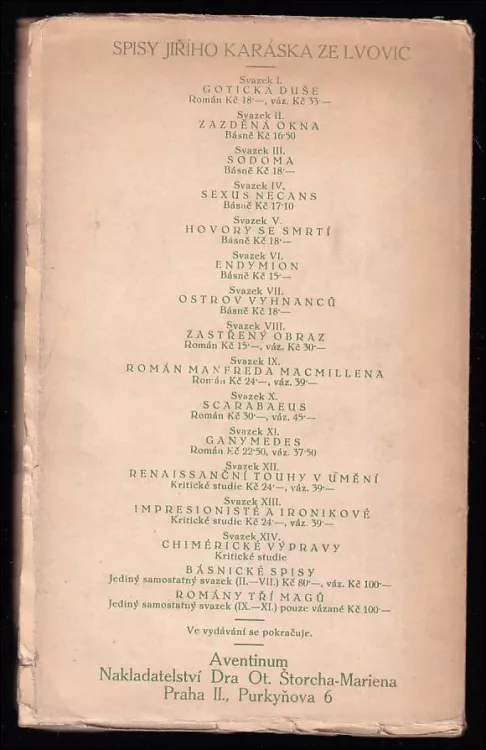 SPISY JIŘÍHO KARÁSKA ZE LVOVIC
Svazek I.
GOTICKÁ DUŠE
Román Kč 18·—, váz. Kč 33·—
Svazek II.
ZAZDĚNÁ OKNA
Básně Kč 16·50
Svazek III.
SODOMA
Básně Kč 18·—
Svazek IV.
SEXUS NECANS
Básně Kč 17·10
Svazek V.
HOVORY SE SMRTÍ
Básně Kč 18·—
Svazek VI.
ENDYMION
Básně Kč 15·—
Svazek VII.
OSTROV VYHNANCŮ
Básně Kč 18·—
Svazek VIII.
ZASTŘENÝ OBRAZ
Román Kč 15·—, váz. Kč 30·—
Svazek IX.
ROMÁN MANFREDA MACMILLENA
Román Kč 24·—, váz. 39·—
Svazek X.
SCARABAEUS
Román Kč 30·—, váz. 45·—
Svazek XI.
GANYMEDES
Román Kč 22·50, váz. 37·50
Svazek XII.
RENAISSANČNÍ TOUHY V UMĚNÍ
Kritické studie Kč 24·—, váz. 39·—
Svazek XIII.
IMPRESIONISTÉ A IRONIKOVÉ
Kritické studie Kč 24·—, váz. 39·—
Svazek XIV.
CHIMÉRICKÉ VÝPRAVY
Kritické studie
BÁSNICKÉ SPISY
Jediný samostatný svazek (II.—VII.) Kč 80·—, váz. Kč 100·—
ROMÁNY TŘÍ MAGŮ
Jediný samostatný svazek (IX.—XI.) pouze vázané Kč 100·—
Ve vydávání se pokračuje.
Aventinum
Nakladatelství Dra Ot. Štorcha-Mariena
Praha II., Purkyňova 6